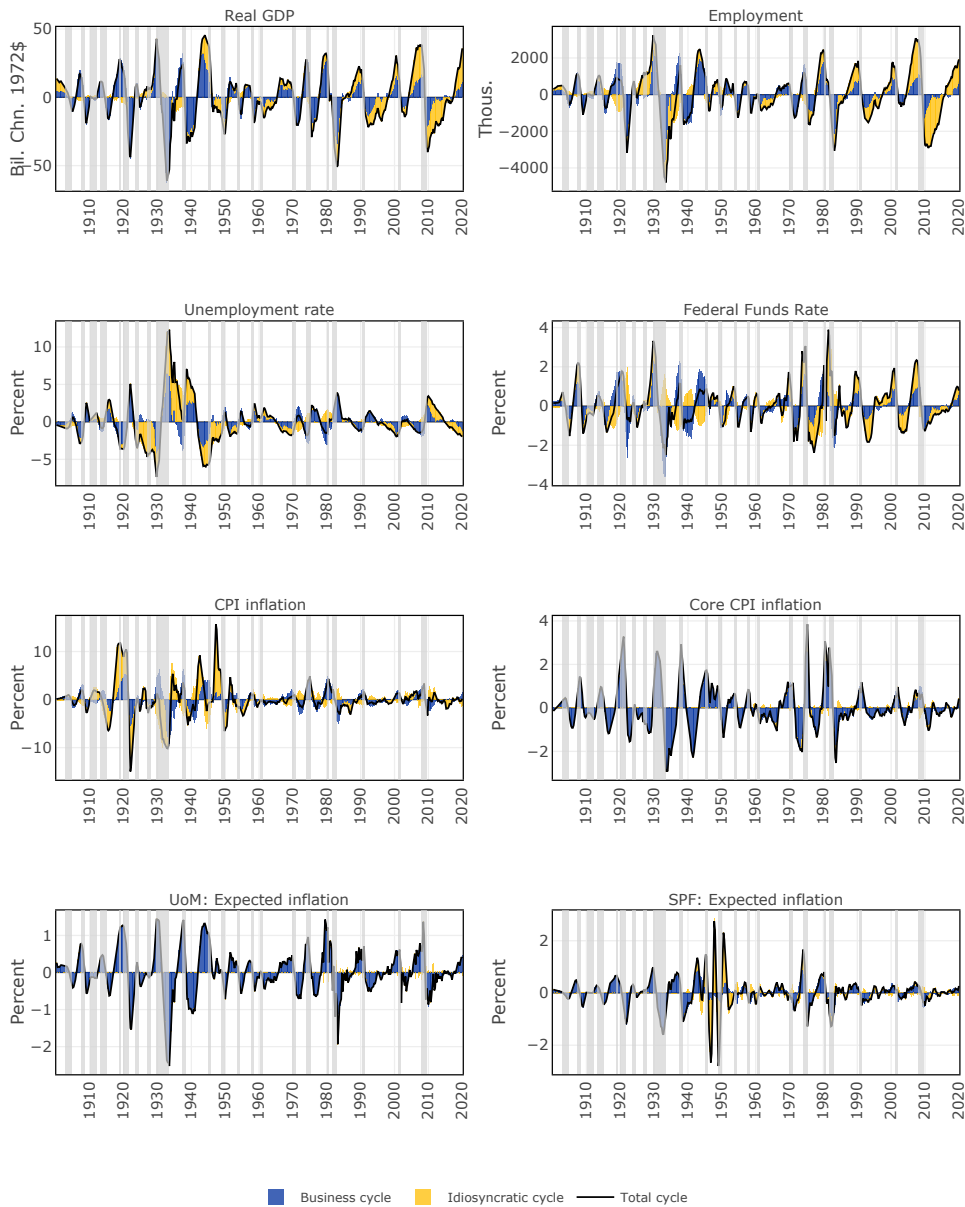 Real GDP
Employment
Bil. Chn. 1972$
50
0
−50
1910 1920 1930 1940 1950 1960 1970 1980 1990 2000 2010 2020
Thous.
2000
0
−2000
−4000
1910 1920 1930 1940 1950 1960 1970 1980 1990 2000 2010 2020
Unemployment rate
Federal Funds Rate
Percent
10
5
0
−5
1910 1920 1930 1940 1950 1960 1970 1980 1990 2000 2010 2020
Percent
4
2
0
−2
−4
1910 1920 1930 1940 1950 1960 1970 1980 1990 2000 2010 2020
CPI inflation
Core CPI inflation
Percent
10
0
−10
1910 1920 1930 1940 1950 1960 1970 1980 1990 2000 2010 2020
Percent
4
2
0
−2
1910 1920 1930 1940 1950 1960 1970 1980 1990 2000 2010 2020
UoM: Expected inflation
SPF: Expected inflation
Percent
1
0
−1
−2
1910 1920 1930 1940 1950 1960 1970 1980 1990 2000 2010 2020
Percent
2
0
−2
1910 1920 1930 1940 1950 1960 1970 1980 1990 2000 2010 2020
Business cycle Idiosyncratic cycle Total cycle